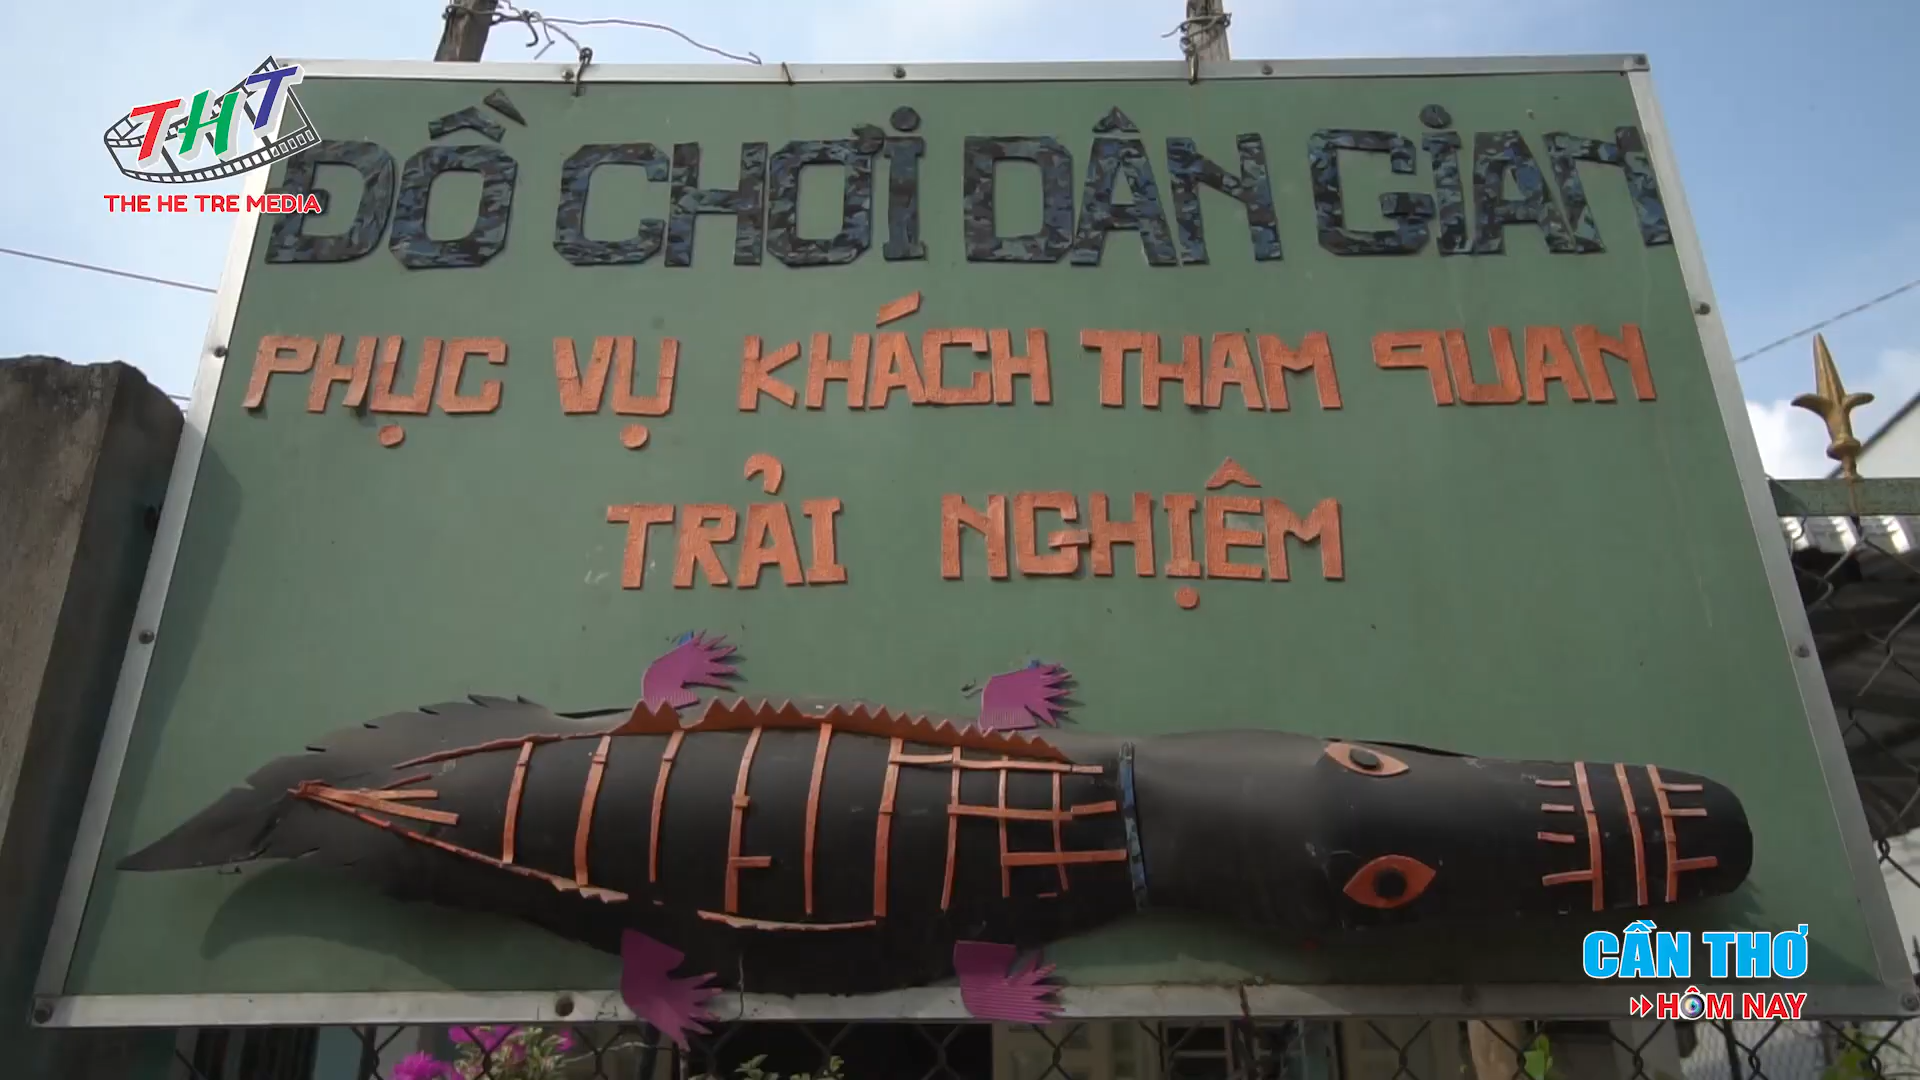 THT
THE HE TRE MEDIA
ĐỒ CHƠI DÂN GIAN
PHỤC VỤ KHÁCH THAM QUAN
TRẢI NGHIỆM
CẦN THƠ
HÔM NAY